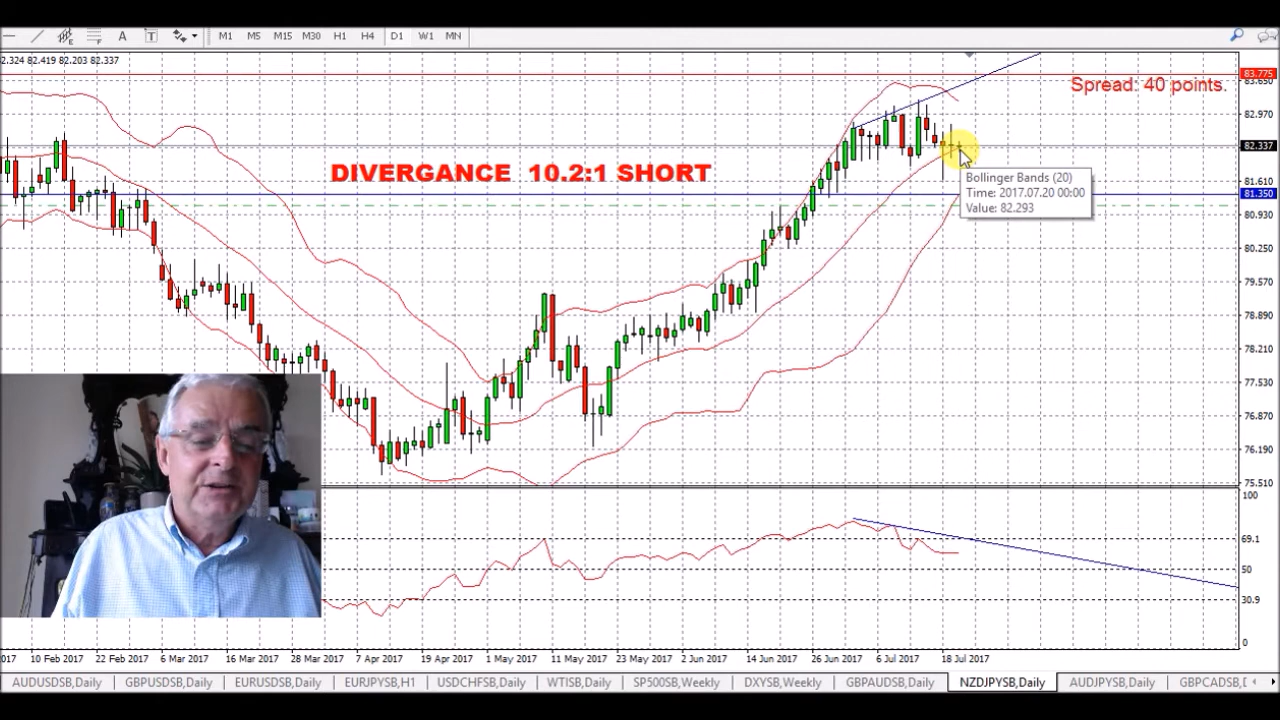 A T M1 M5 M15 M30 H1 H4 D1 W1 MN
2.324 82.419 82.203 82.337
83.775
83.650
Spread: 40 points.
82.970
82.337
DIVERGANCE 10.2:1 SHORT
Bollinger Bands (20)
Time: 2017.07.20 00:00
Value: 82.293
81.610
81.350
80.930
80.250
79.570
78.890
78.210
77.530
76.870
76.190
75.510
100
69.1
50
30.9
0
2017 10 Feb 2017 22 Feb 2017 6 Mar 2017 16 Mar 2017 28 Mar 2017 7 Apr 2017 19 Apr 2017 1 May 2017 11 May 2017 23 May 2017 2 Jun 2017 14 Jun 2017 26 Jun 2017 6 Jul 2017 18 Jul 2017
AUDUSDSB,Daily GBPUSDSB,Daily EURUSDSB,Daily EURJPYSB,H1 USDCHFSB,Daily WTISB,Daily SP500SB,Weekly DXYSB,Weekly GBPAUDSB,Daily NZDJPYSB,Daily AUDJPYSB,Daily GBPCADSB,D